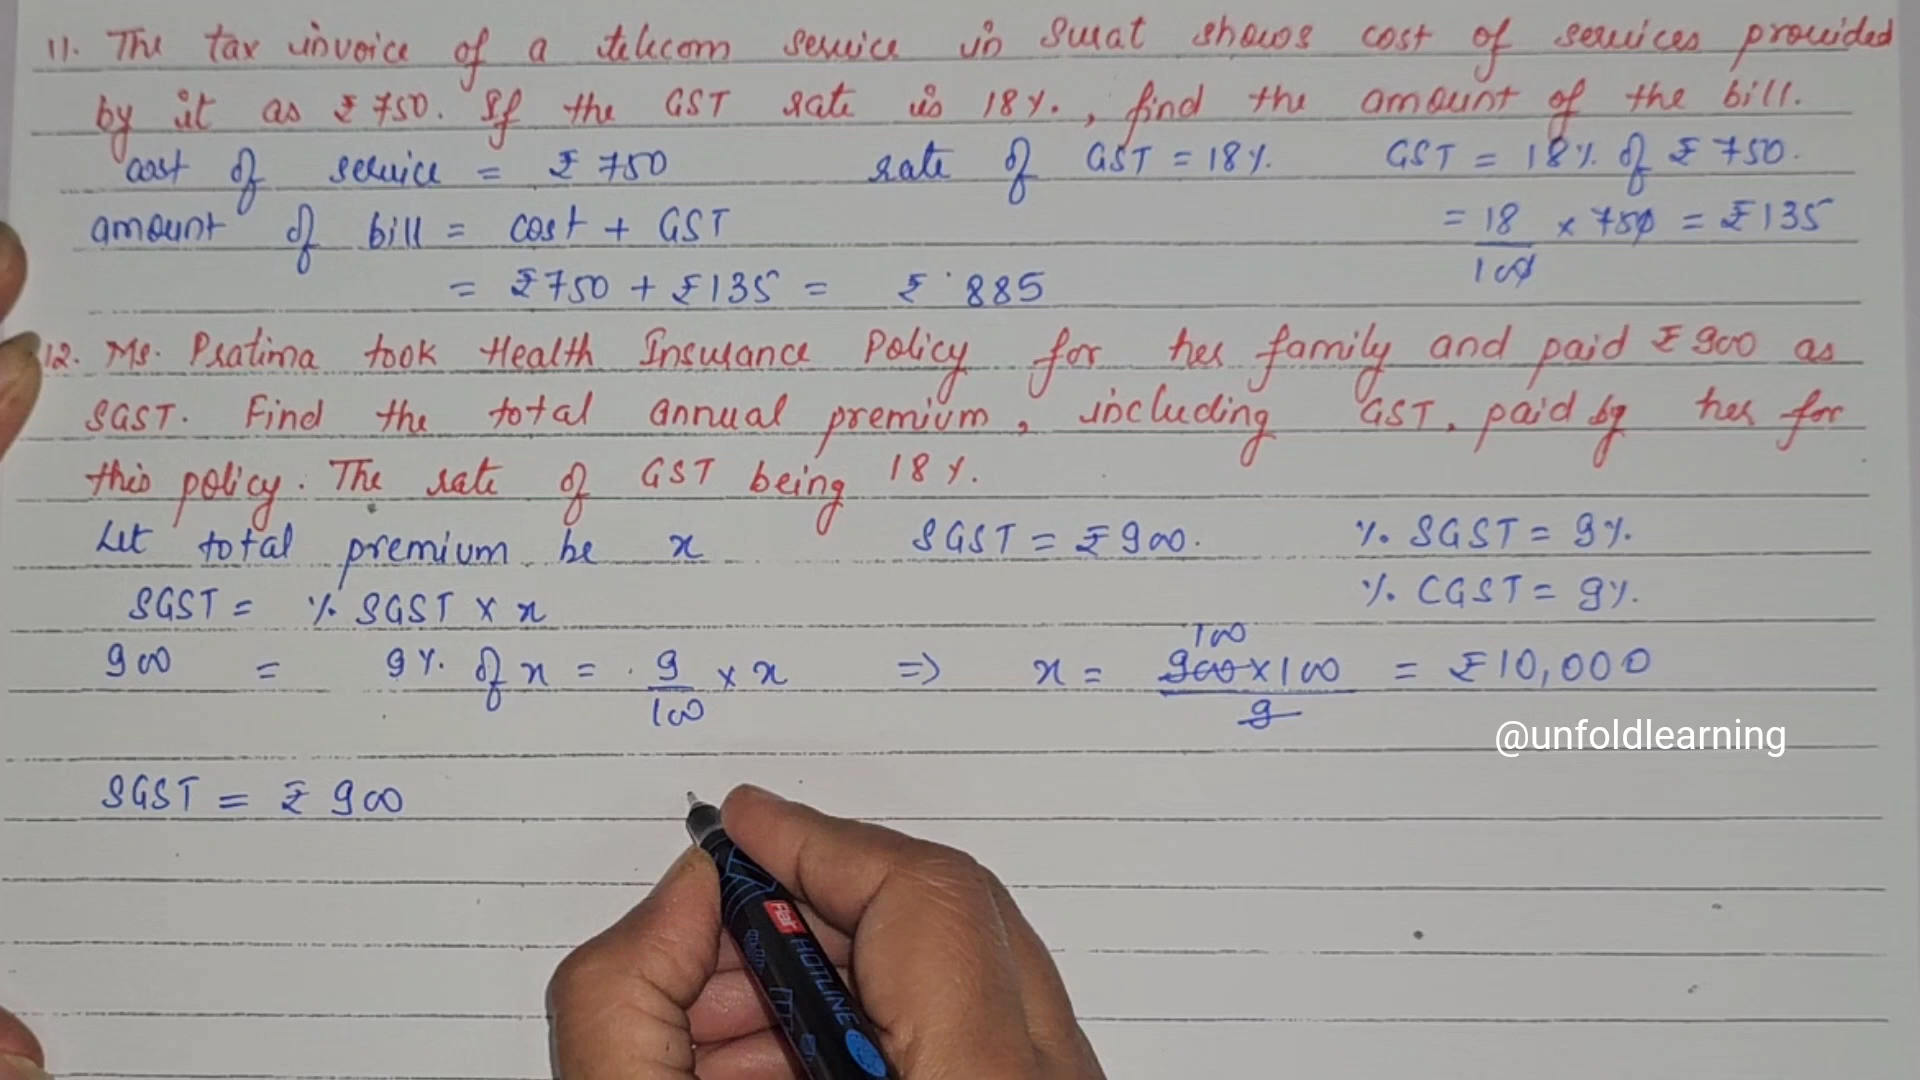 11. The tax invoice of a telecom service in Surat shows cost of services provided
by it as ₹750. If the GST rate is 18%., find the amount of the bill.
cost of service = ₹ 750 rate of GST = 18%. GST = 18%. of ₹ 750.
amount of bill = cost + GST = 18/100 × 750 = ₹135
= ₹750 + ₹135 = ₹ 885
12. Ms. Pratima took Health Insurance Policy for her family and paid ₹900 as
SGST. Find the total annual premium, including GST, paid by her for
this policy. The rate of GST being 18%.
Let total premium be x SGST = ₹900. %. SGST = 9%.
SGST = %. SGST × x %. CGST = 9%.
900 = 9%. of x = 9/100 × x => x = 100 900×100/9 = ₹10,000
@unfoldlearning
SGST = ₹ 900
Flair HOTLINE